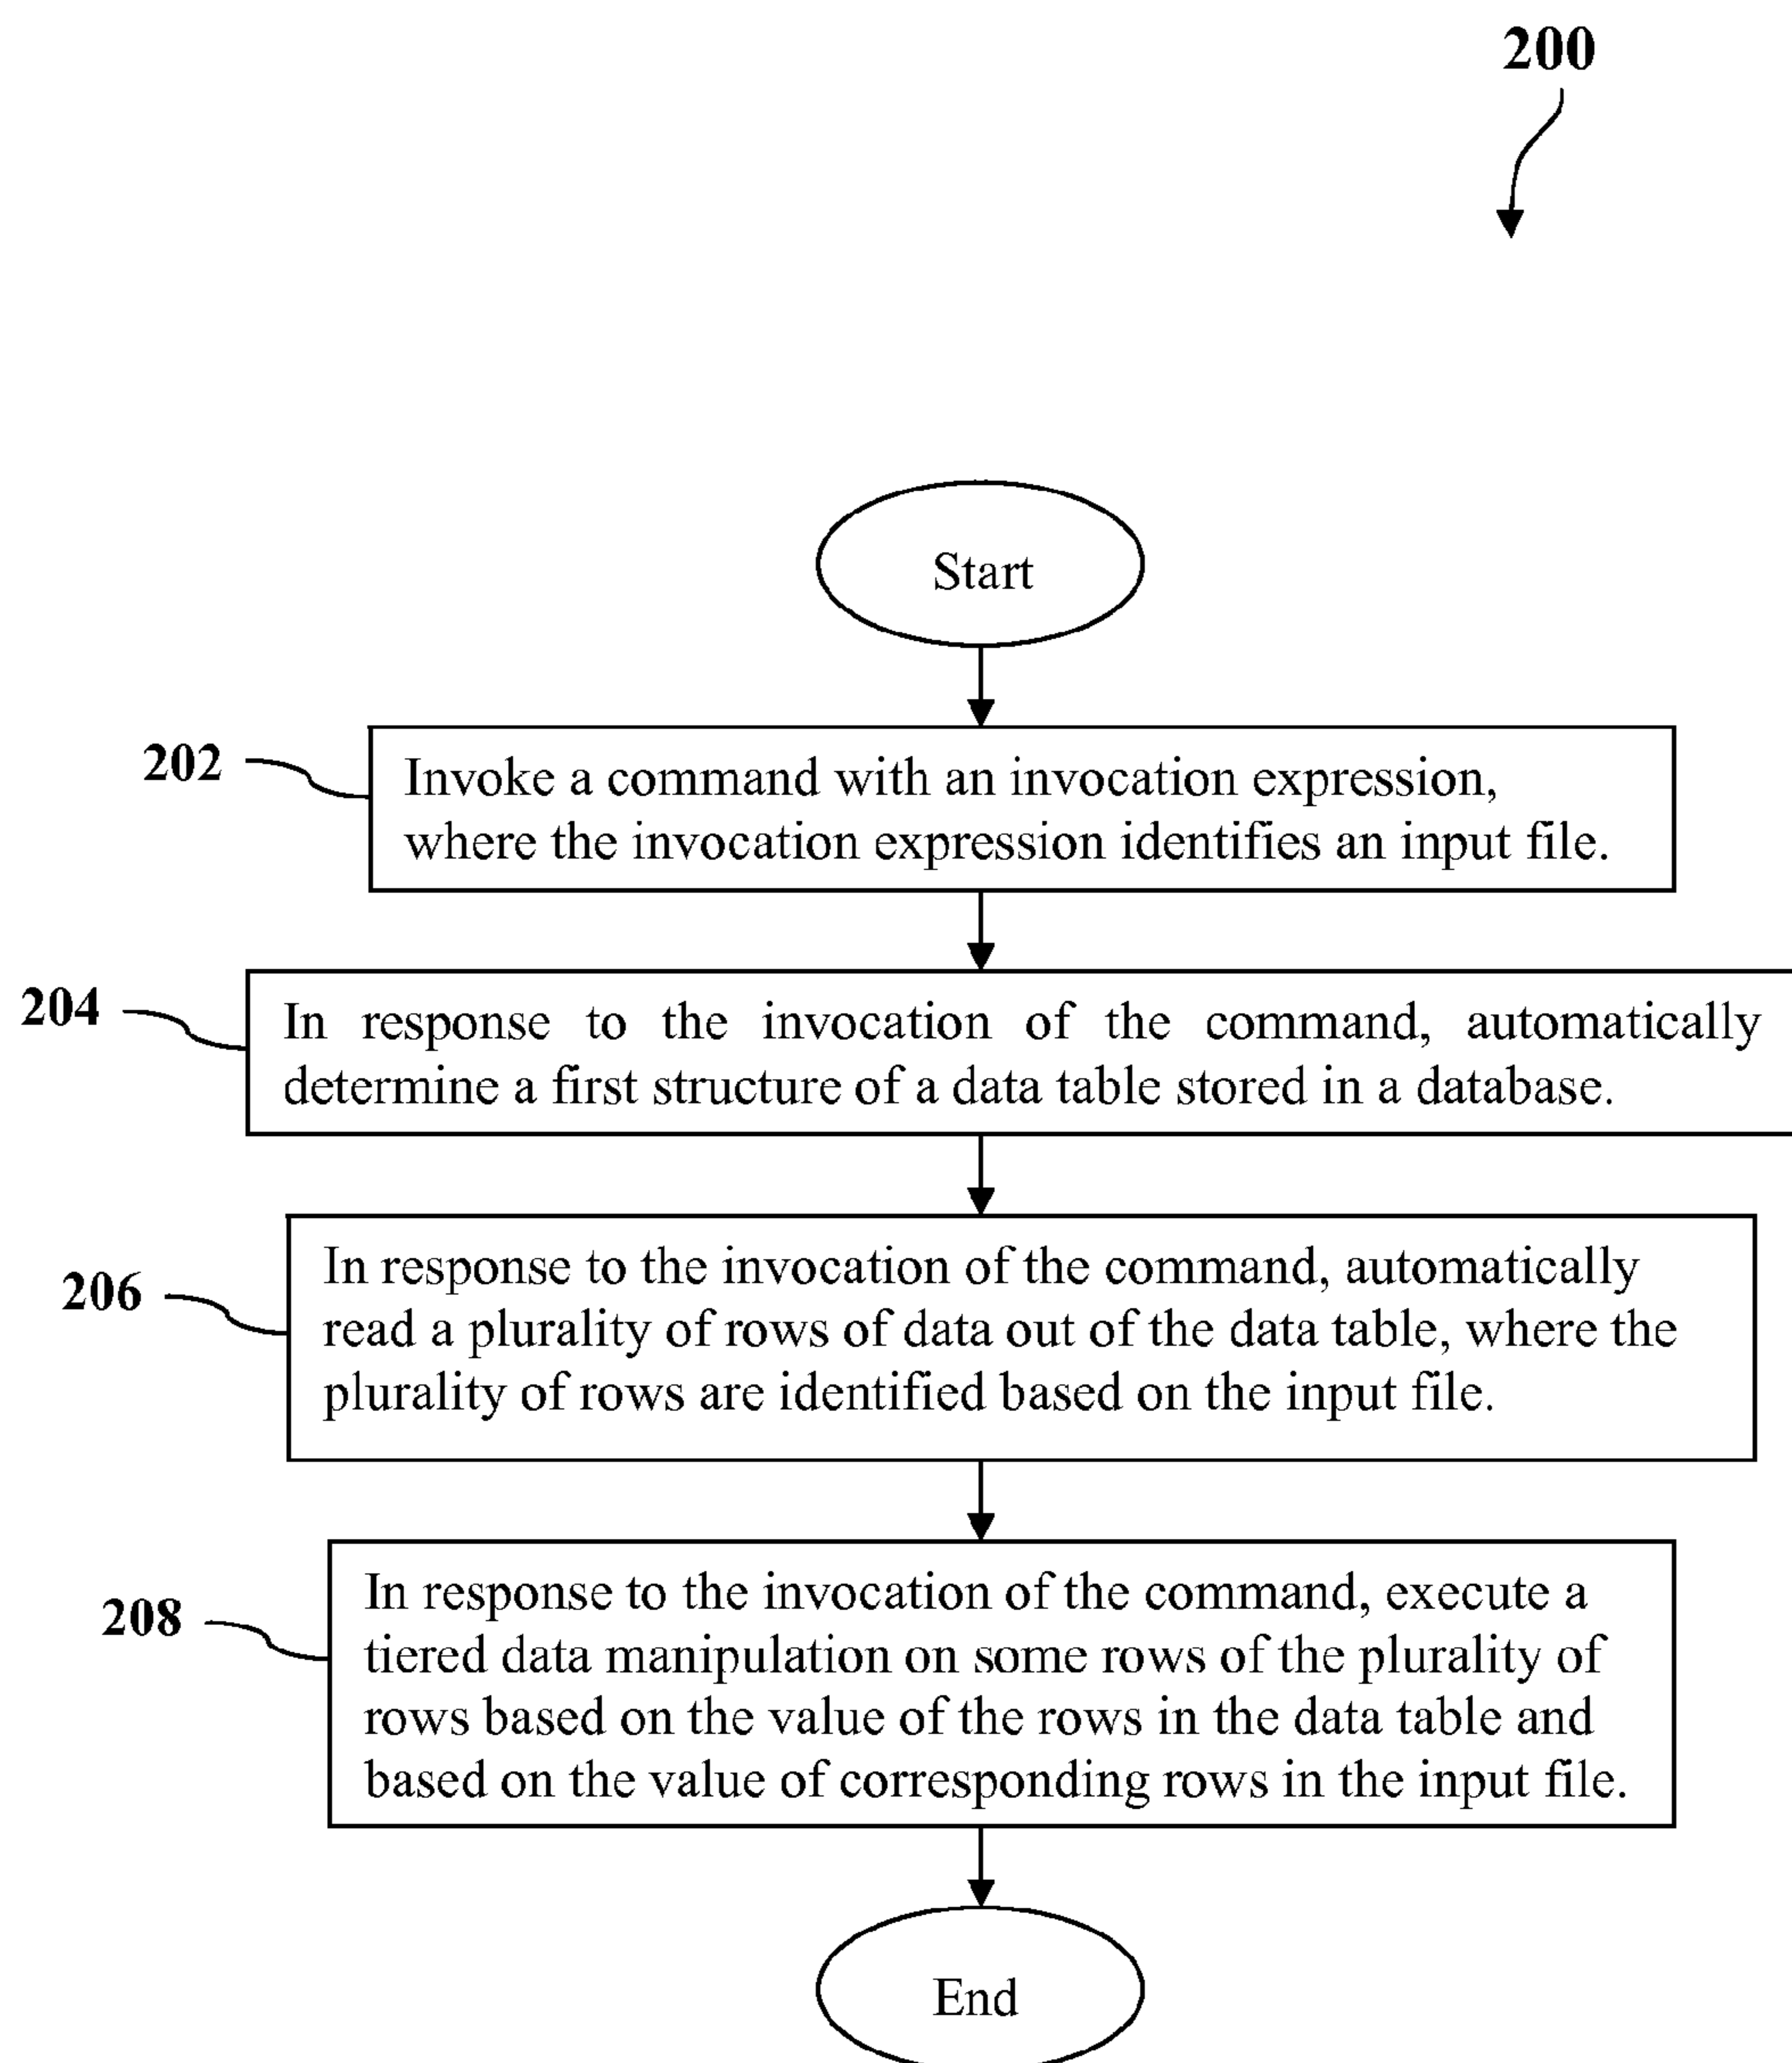 200
Start
202
Invoke a command with an invocation expression,
where the invocation expression identifies an input file.
204
In response to the invocation of the command, automatically
determine a first structure of a data table stored in a database.
206
In response to the invocation of the command, automatically
read a plurality of rows of data out of the data table, where the
plurality of rows are identified based on the input file.
208
In response to the invocation of the command, execute a
tiered data manipulation on some rows of the plurality of
rows based on the value of the rows in the data table and
based on the value of corresponding rows in the input file.
End